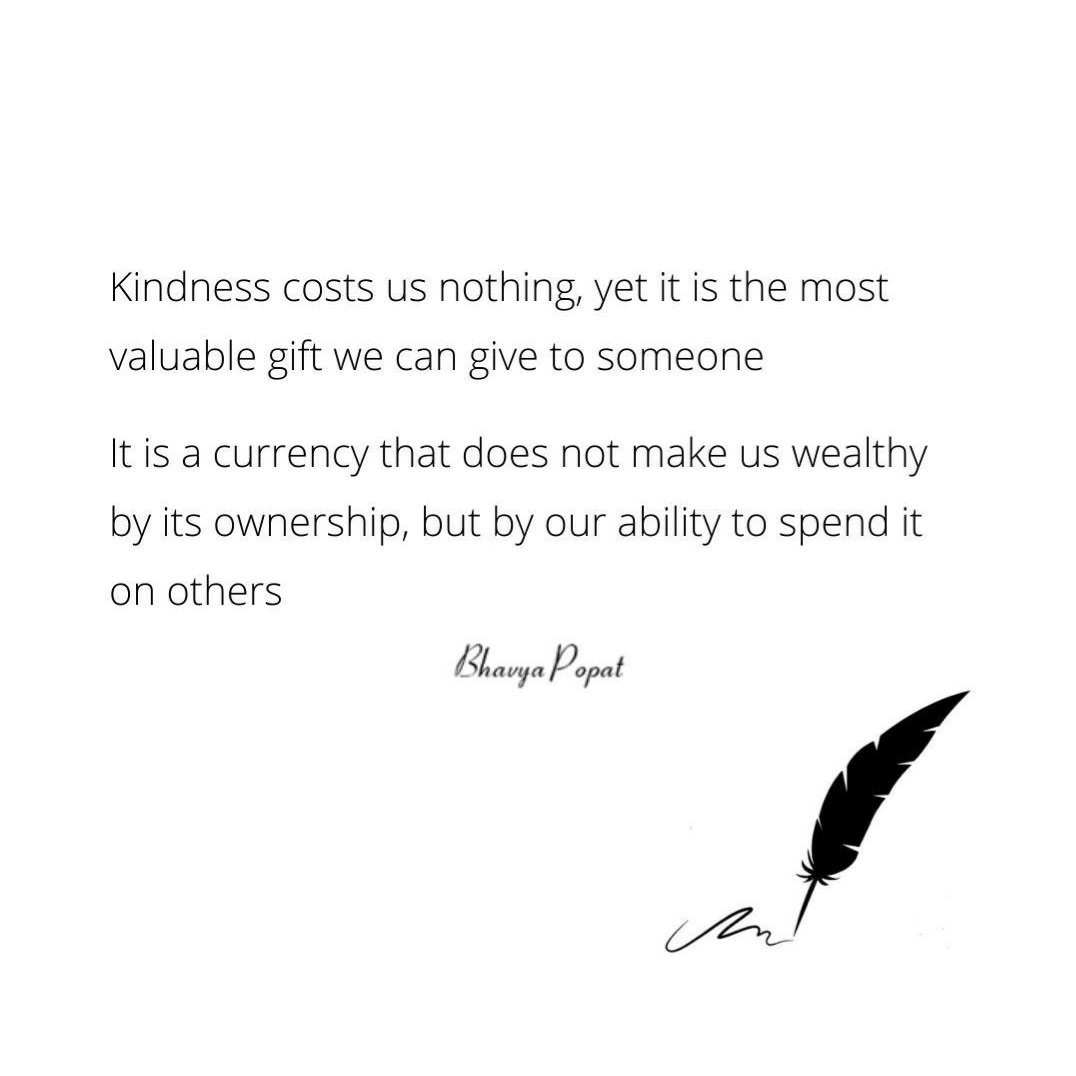 Kindness costs us nothing, yet it is the most
valuable gift we can give to someone
It is a currency that does not make us wealthy
by its ownership, but by our ability to spend it
on others
Bhavya Popat